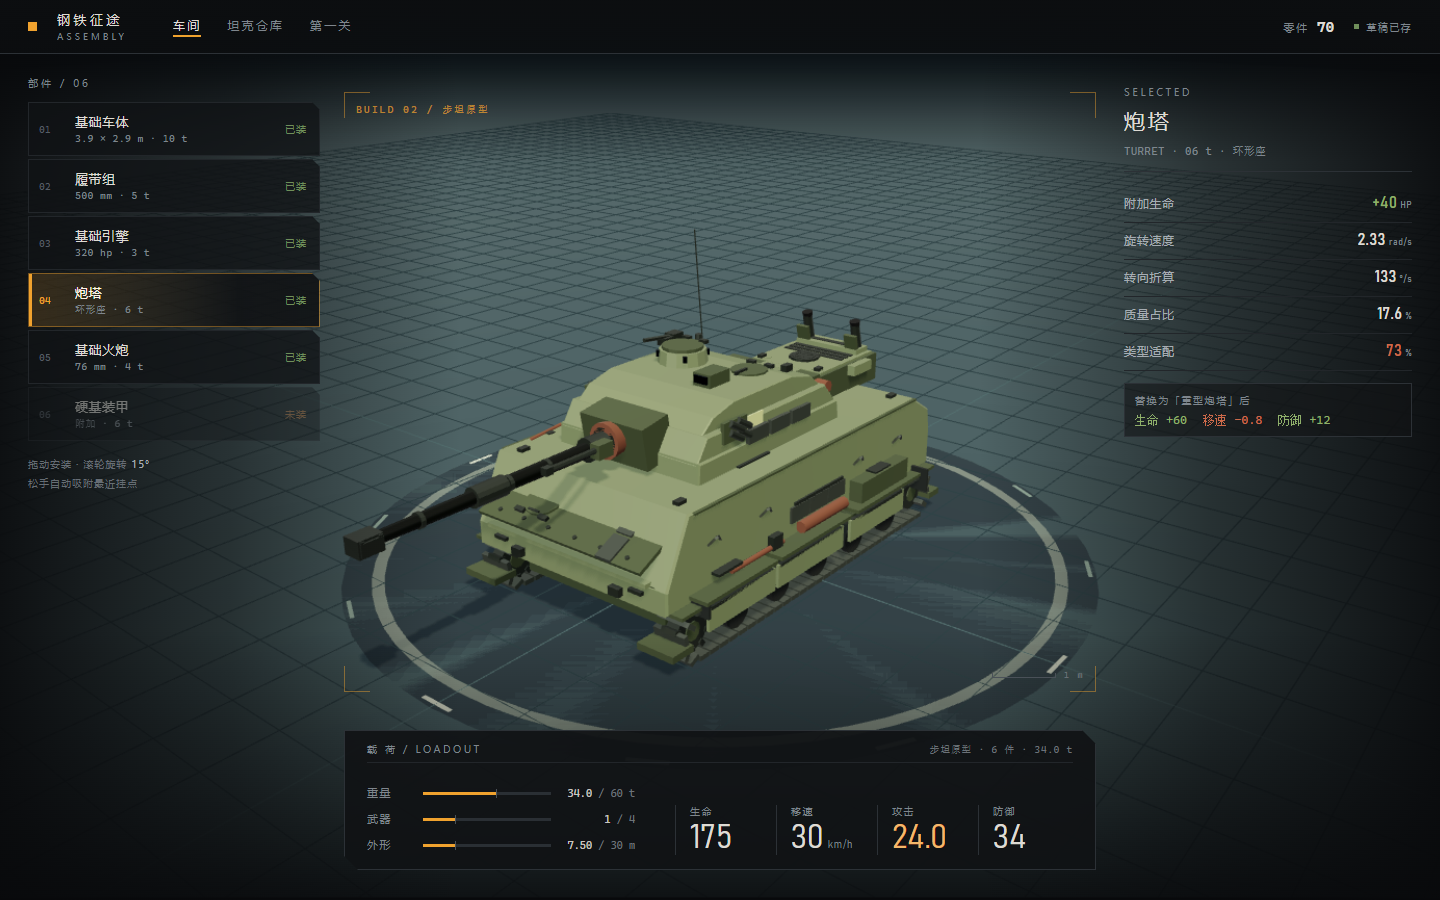 钢铁征途
ASSEMBLY
车间
坦克仓库
第一关
零件 70
草稿已存
部件 / 06
01 基础车体 已装
3.9 × 2.9 m · 10 t
02 履带组 已装
500 mm · 5 t
03 基础引擎 已装
320 hp · 3 t
04 炮塔 已装
环形座 · 6 t
05 基础火炮 已装
76 mm · 4 t
06 硬基装甲 未装
附加 · 6 t
拖动安装 · 滚轮旋转 15°
松手自动吸附最近挂点
BUILD 02 / 步坦原型
1 m
SELECTED
炮塔
TURRET · 06 t · 环形座
附加生命 +40 HP
旋转速度 2.33 rad/s
转向折算 133 °/s
质量占比 17.6 %
类型适配 73 %
替换为「重型炮塔」后
生命 +60 移速 −0.8 防御 +12
载 荷 / LOADOUT
步坦原型 · 6 件 · 34.0 t
重量 34.0 / 60 t
武器 1 / 4
外形 7.50 / 30 m
生命
175
移速
30 km/h
攻击
24.0
防御
34